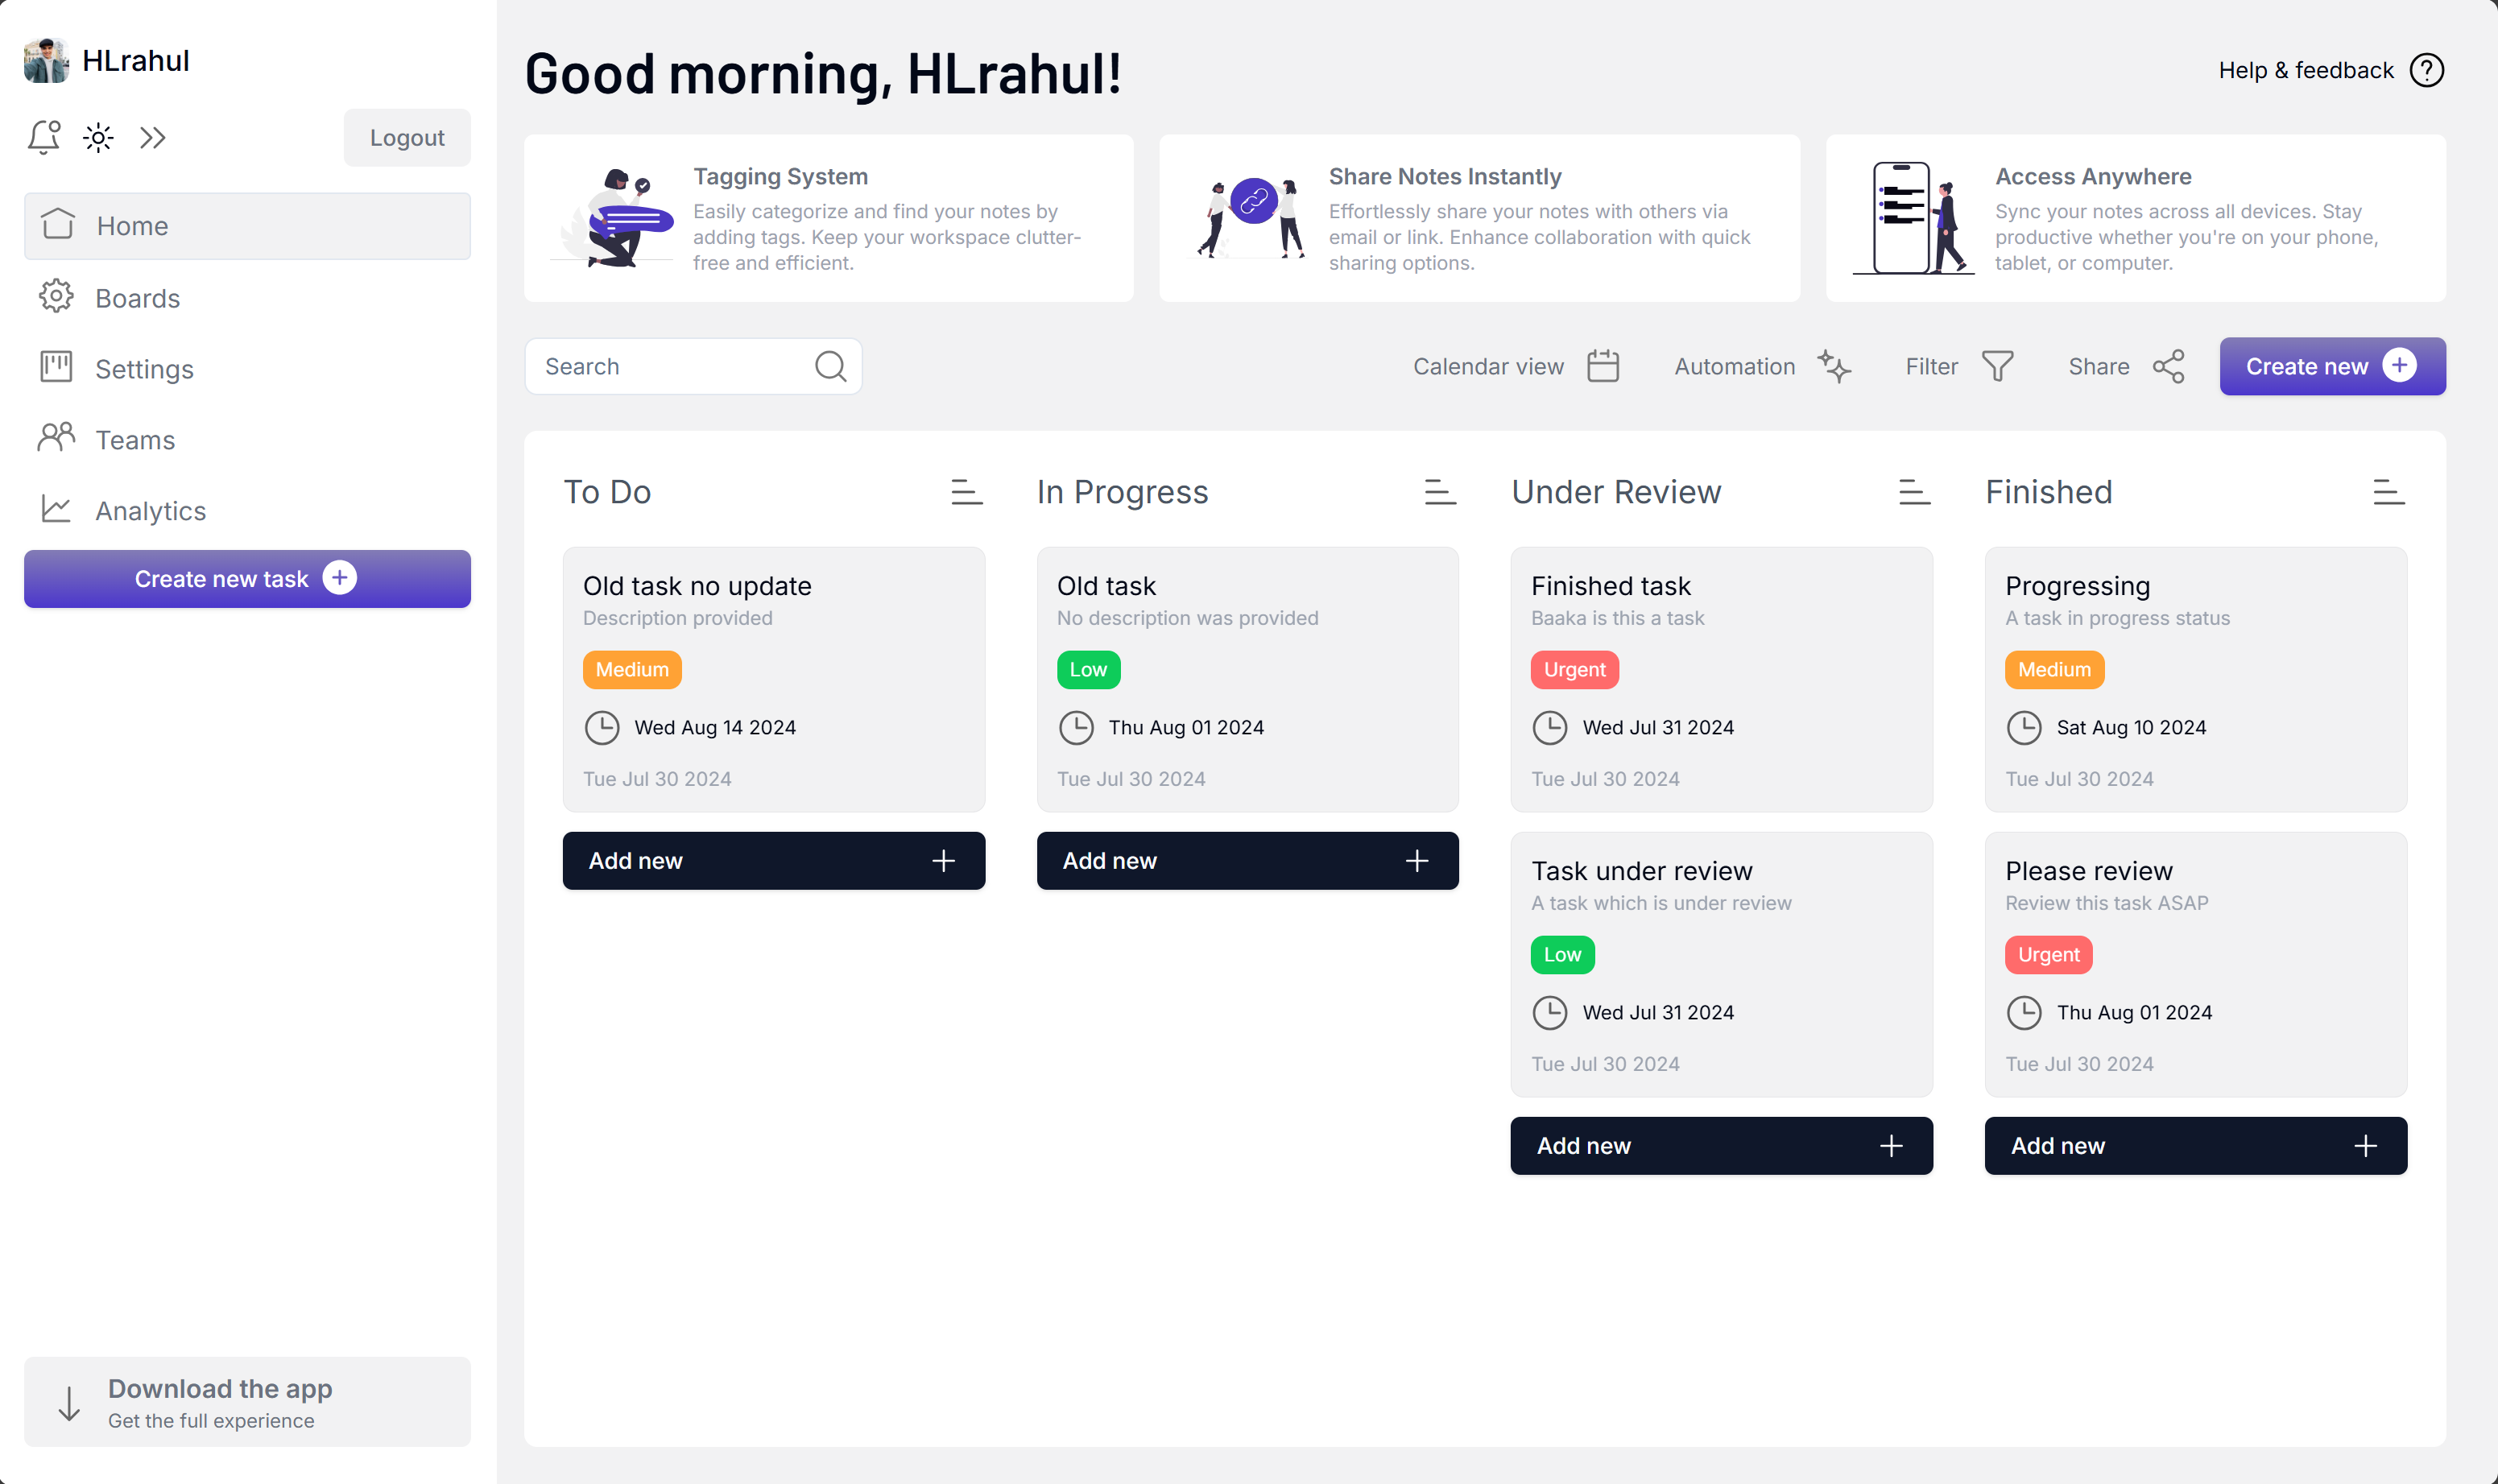 HLrahul
Logout
Home
Boards
Settings
Teams
Analytics
Create new task
Download the app
Get the full experience
Good morning, HLrahul!
Help & feedback
Tagging System
Easily categorize and find your notes by
adding tags. Keep your workspace clutter-
free and efficient.
Share Notes Instantly
Effortlessly share your notes with others via
email or link. Enhance collaboration with quick
sharing options.
Access Anywhere
Sync your notes across all devices. Stay
productive whether you're on your phone,
tablet, or computer.
Search
Calendar view
Automation
Filter
Share
Create new
To Do
Old task no update
Description provided
Medium
Wed Aug 14 2024
Tue Jul 30 2024
Add new
In Progress
Old task
No description was provided
Low
Thu Aug 01 2024
Tue Jul 30 2024
Add new
Under Review
Finished task
Baaka is this a task
Urgent
Wed Jul 31 2024
Tue Jul 30 2024
Task under review
A task which is under review
Low
Wed Jul 31 2024
Tue Jul 30 2024
Add new
Finished
Progressing
A task in progress status
Medium
Sat Aug 10 2024
Tue Jul 30 2024
Please review
Review this task ASAP
Urgent
Thu Aug 01 2024
Tue Jul 30 2024
Add new